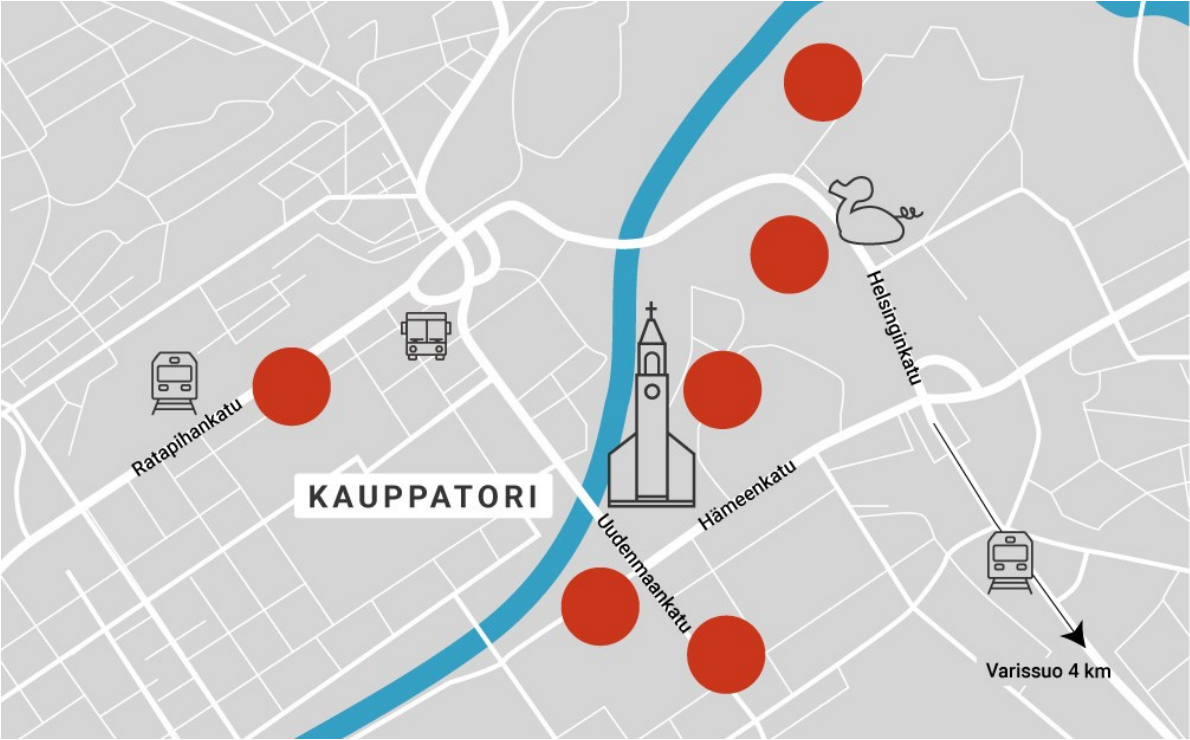 Helsinginkatu
Ratapihankatu
KAUPPATORI
Hämeenkatu
Uudenmaankatu
Varissuo 4 km